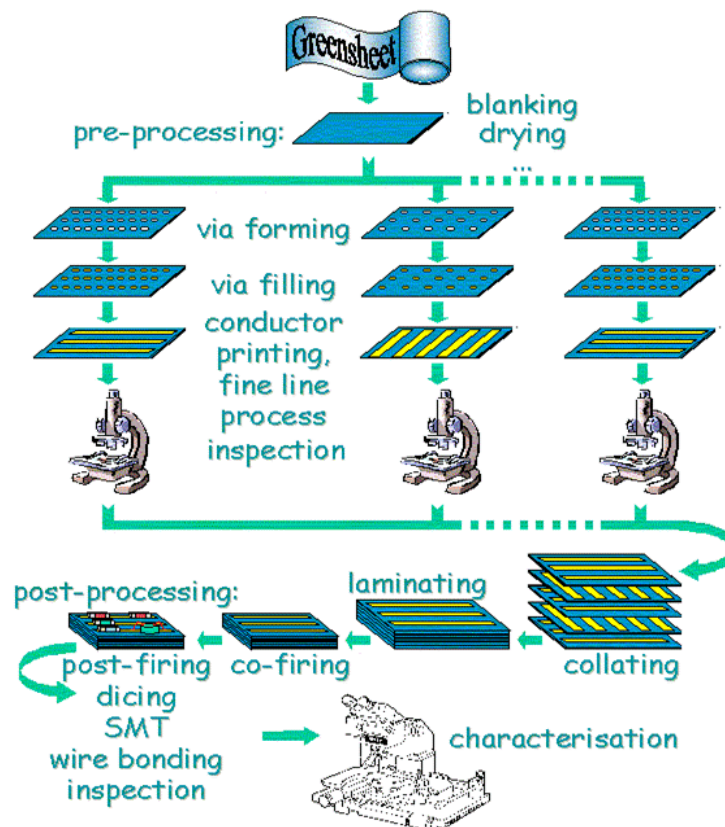 Greensheet
pre-processing:
blanking
drying
...
via forming
via filling
conductor
printing,
fine line
process
inspection
post-processing:
laminating
post-firing
co-firing
collating
dicing
SMT
wire bonding
inspection
characterisation